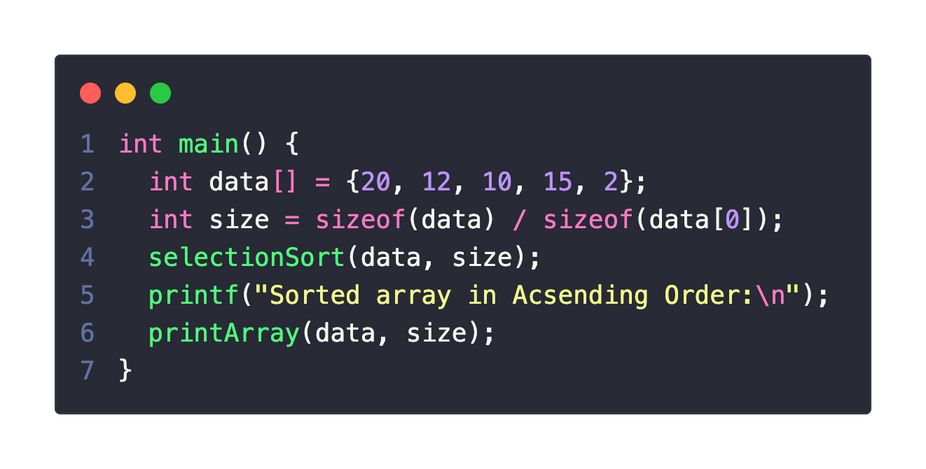 1 int main() {
2   int data[] = {20, 12, 10, 15, 2};
3   int size = sizeof(data) / sizeof(data[0]);
4   selectionSort(data, size);
5   printf("Sorted array in Acsending Order:\n");
6   printArray(data, size);
7 }